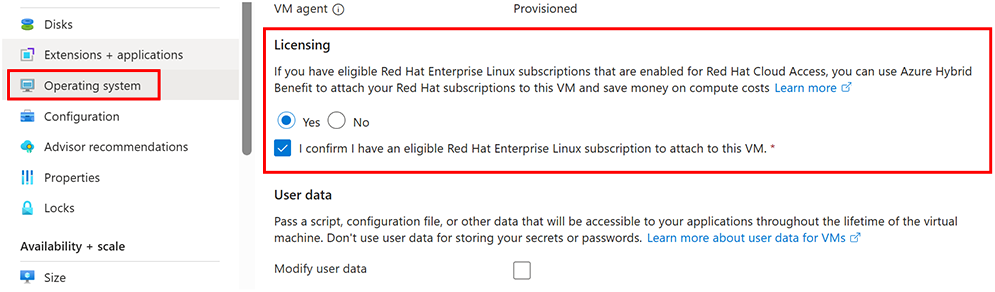 Disks
Extensions + applications
Operating system
Configuration
Advisor recommendations
Properties
Locks
Availability + scale
Size
VM agent Provisioned
Licensing
If you have eligible Red Hat Enterprise Linux subscriptions that are enabled for Red Hat Cloud Access, you can use Azure Hybrid
Benefit to attach your Red Hat subscriptions to this VM and save money on compute costs Learn more
Yes No
I confirm I have an eligible Red Hat Enterprise Linux subscription to attach to this VM. *
User data
Pass a script, configuration file, or other data that will be accessible to your applications throughout the lifetime of the virtual
machine. Don't use user data for storing your secrets or passwords. Learn more about user data for VMs
Modify user data